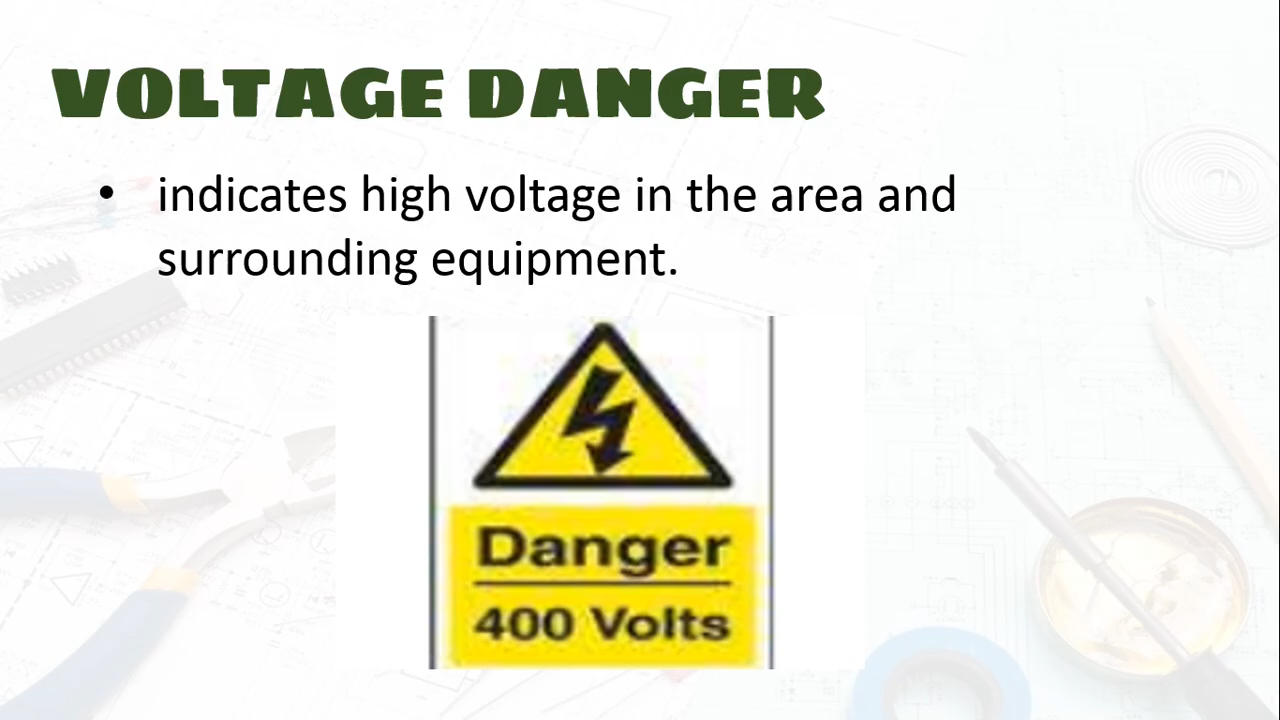 VOLTAGE DANGER
• indicates high voltage in the area and
surrounding equipment.
Danger
400 Volts